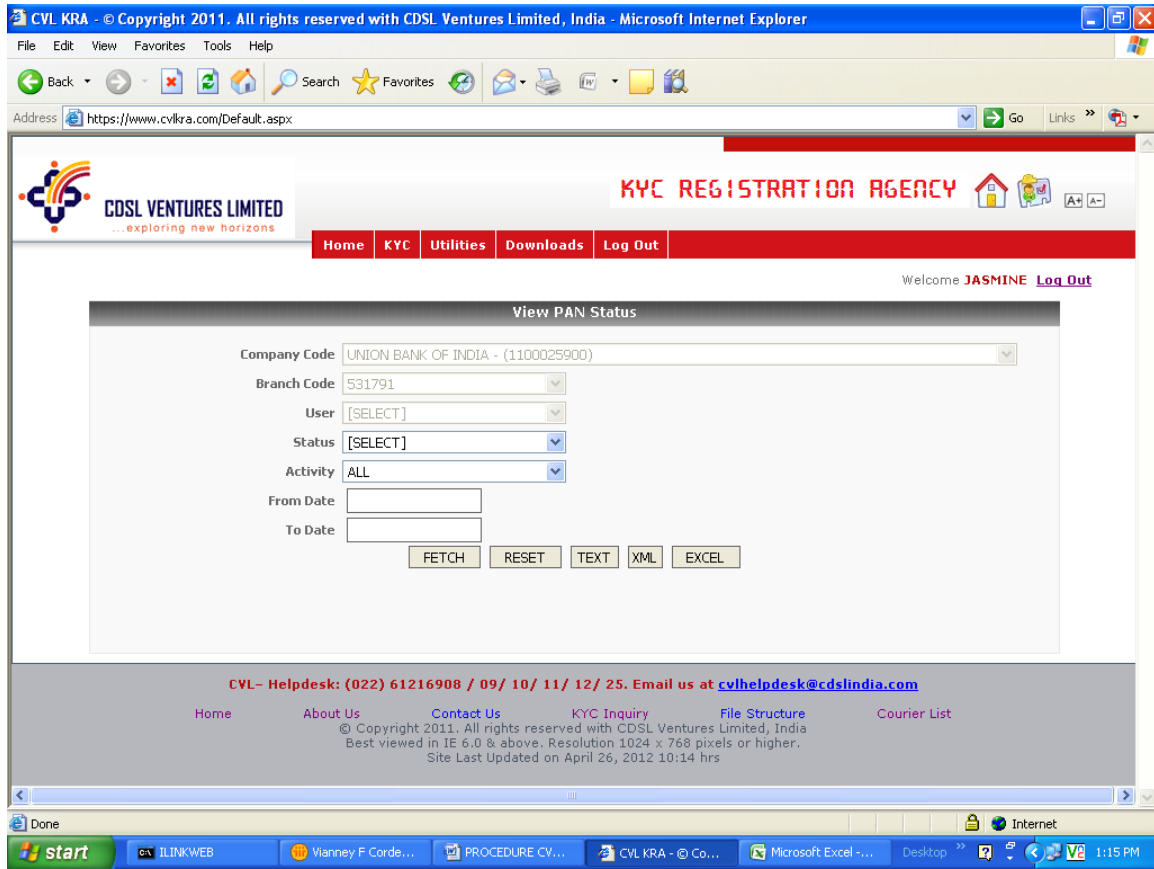 CVL KRA - © Copyright 2011. All rights reserved with CDSL Ventures Limited, India - Microsoft Internet Explorer
File Edit View Favorites Tools Help
Back Search Favorites
Address https://www.cvlkra.com/Default.aspx Go Links »
CDSL VENTURES LIMITED
...exploring new horizons
KYC REGISTRATION AGENCY A+ A-
Home KYC Utilities Downloads Log Out
Welcome JASMINE Log Out
View PAN Status
Company Code UNION BANK OF INDIA - (1100025900)
Branch Code 531791
User [SELECT]
Status [SELECT]
Activity ALL
From Date
To Date
FETCH RESET TEXT XML EXCEL
CVL- Helpdesk: (022) 61216908 / 09/ 10/ 11/ 12/ 25. Email us at cvlhelpdesk@cdslindia.com
Home About Us Contact Us KYC Inquiry File Structure Courier List
© Copyright 2011. All rights reserved with CDSL Ventures Limited, India
Best viewed in IE 6.0 & above. Resolution 1024 x 768 pixels or higher.
Site Last Updated on April 26, 2012 10:14 hrs
Done Internet
start ILINKWEB Vianney F Corde... PROCEDURE CV... CVL KRA - © Co... Microsoft Excel -... Desktop » 1:15 PM